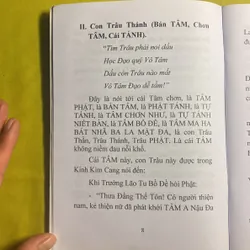 II. Con Trâu Thánh (Bản TÂM, Chơn
TÂM, Cái TÁNH).
"Tìm Trâu phải noi dấu
Học Đạo quý Vô Tâm
Dấu còn Trâu nào mất
Vô Tâm Đạo dễ tầm!"
Đây là nói tới cái TÂM Chơn, là TÂM
PHẬT, là BẢN TÂM, là PHẬT TÁNH, là TỰ
TÁNH, là TÂM CHƠN NHƯ, là TỰ TÁNH
NIẾT BÀN, là TÂM BỒ ĐỀ, là TÂM MA HA
BÁT NHÃ BA LA MẬT ĐÀ, là con Trâu
Thần, Trâu Thánh, Trâu PHẬT. Là cái TÂM
KHÔNG niềm đau nỗi khổ.
Cái TÂM này, con Trâu này được trong
Kinh Kim Cang nói đến:
Khi Trưởng Lão Tu Bồ Đề hỏi Phật:
- "Thưa Đấng Thế Tôn! Có người thiện
nam, kẻ thiện nữ đã phát khởi TÂM A Nậu Đa
8